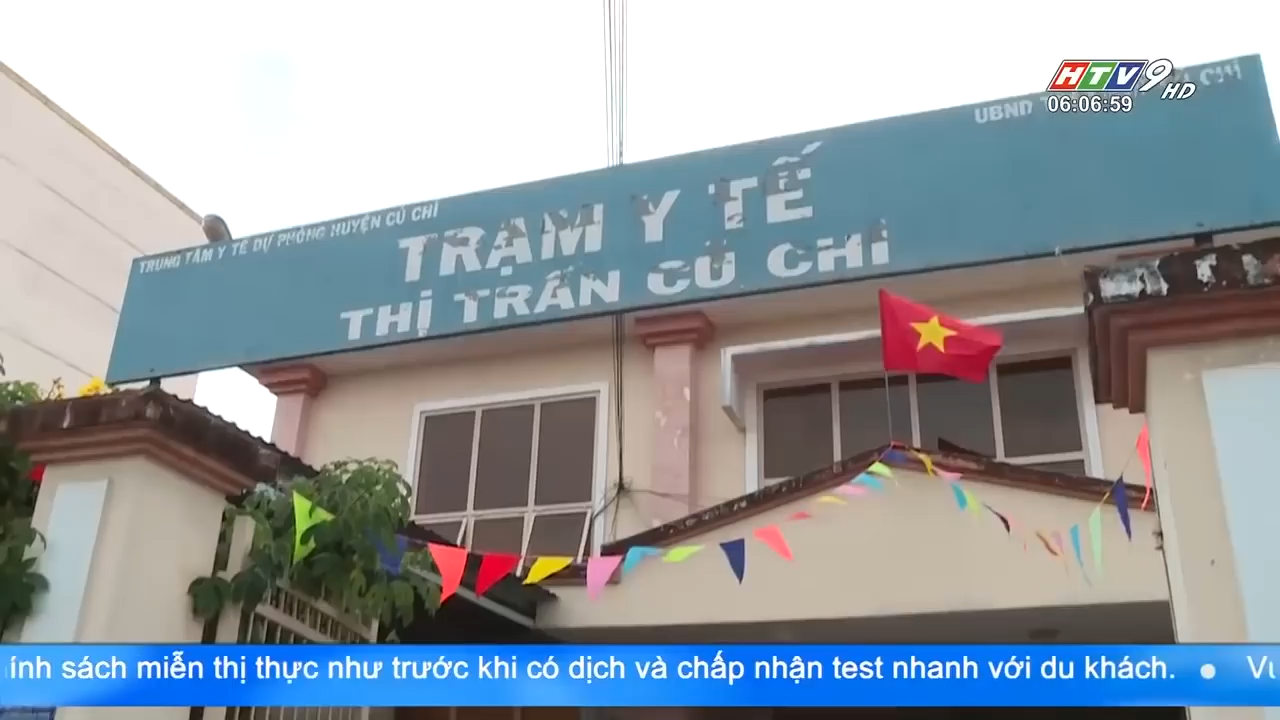 HTV9 HD
06:06:59
UBND
TRUNG TÂM Y TẾ DỰ PHÒNG HUYỆN CỦ CHI
TRẠM Y TẾ
THỊ TRẤN CỦ CHI
ính sách miễn thị thực như trước khi có dịch và chấp nhận test nhanh với du khách. • Vu